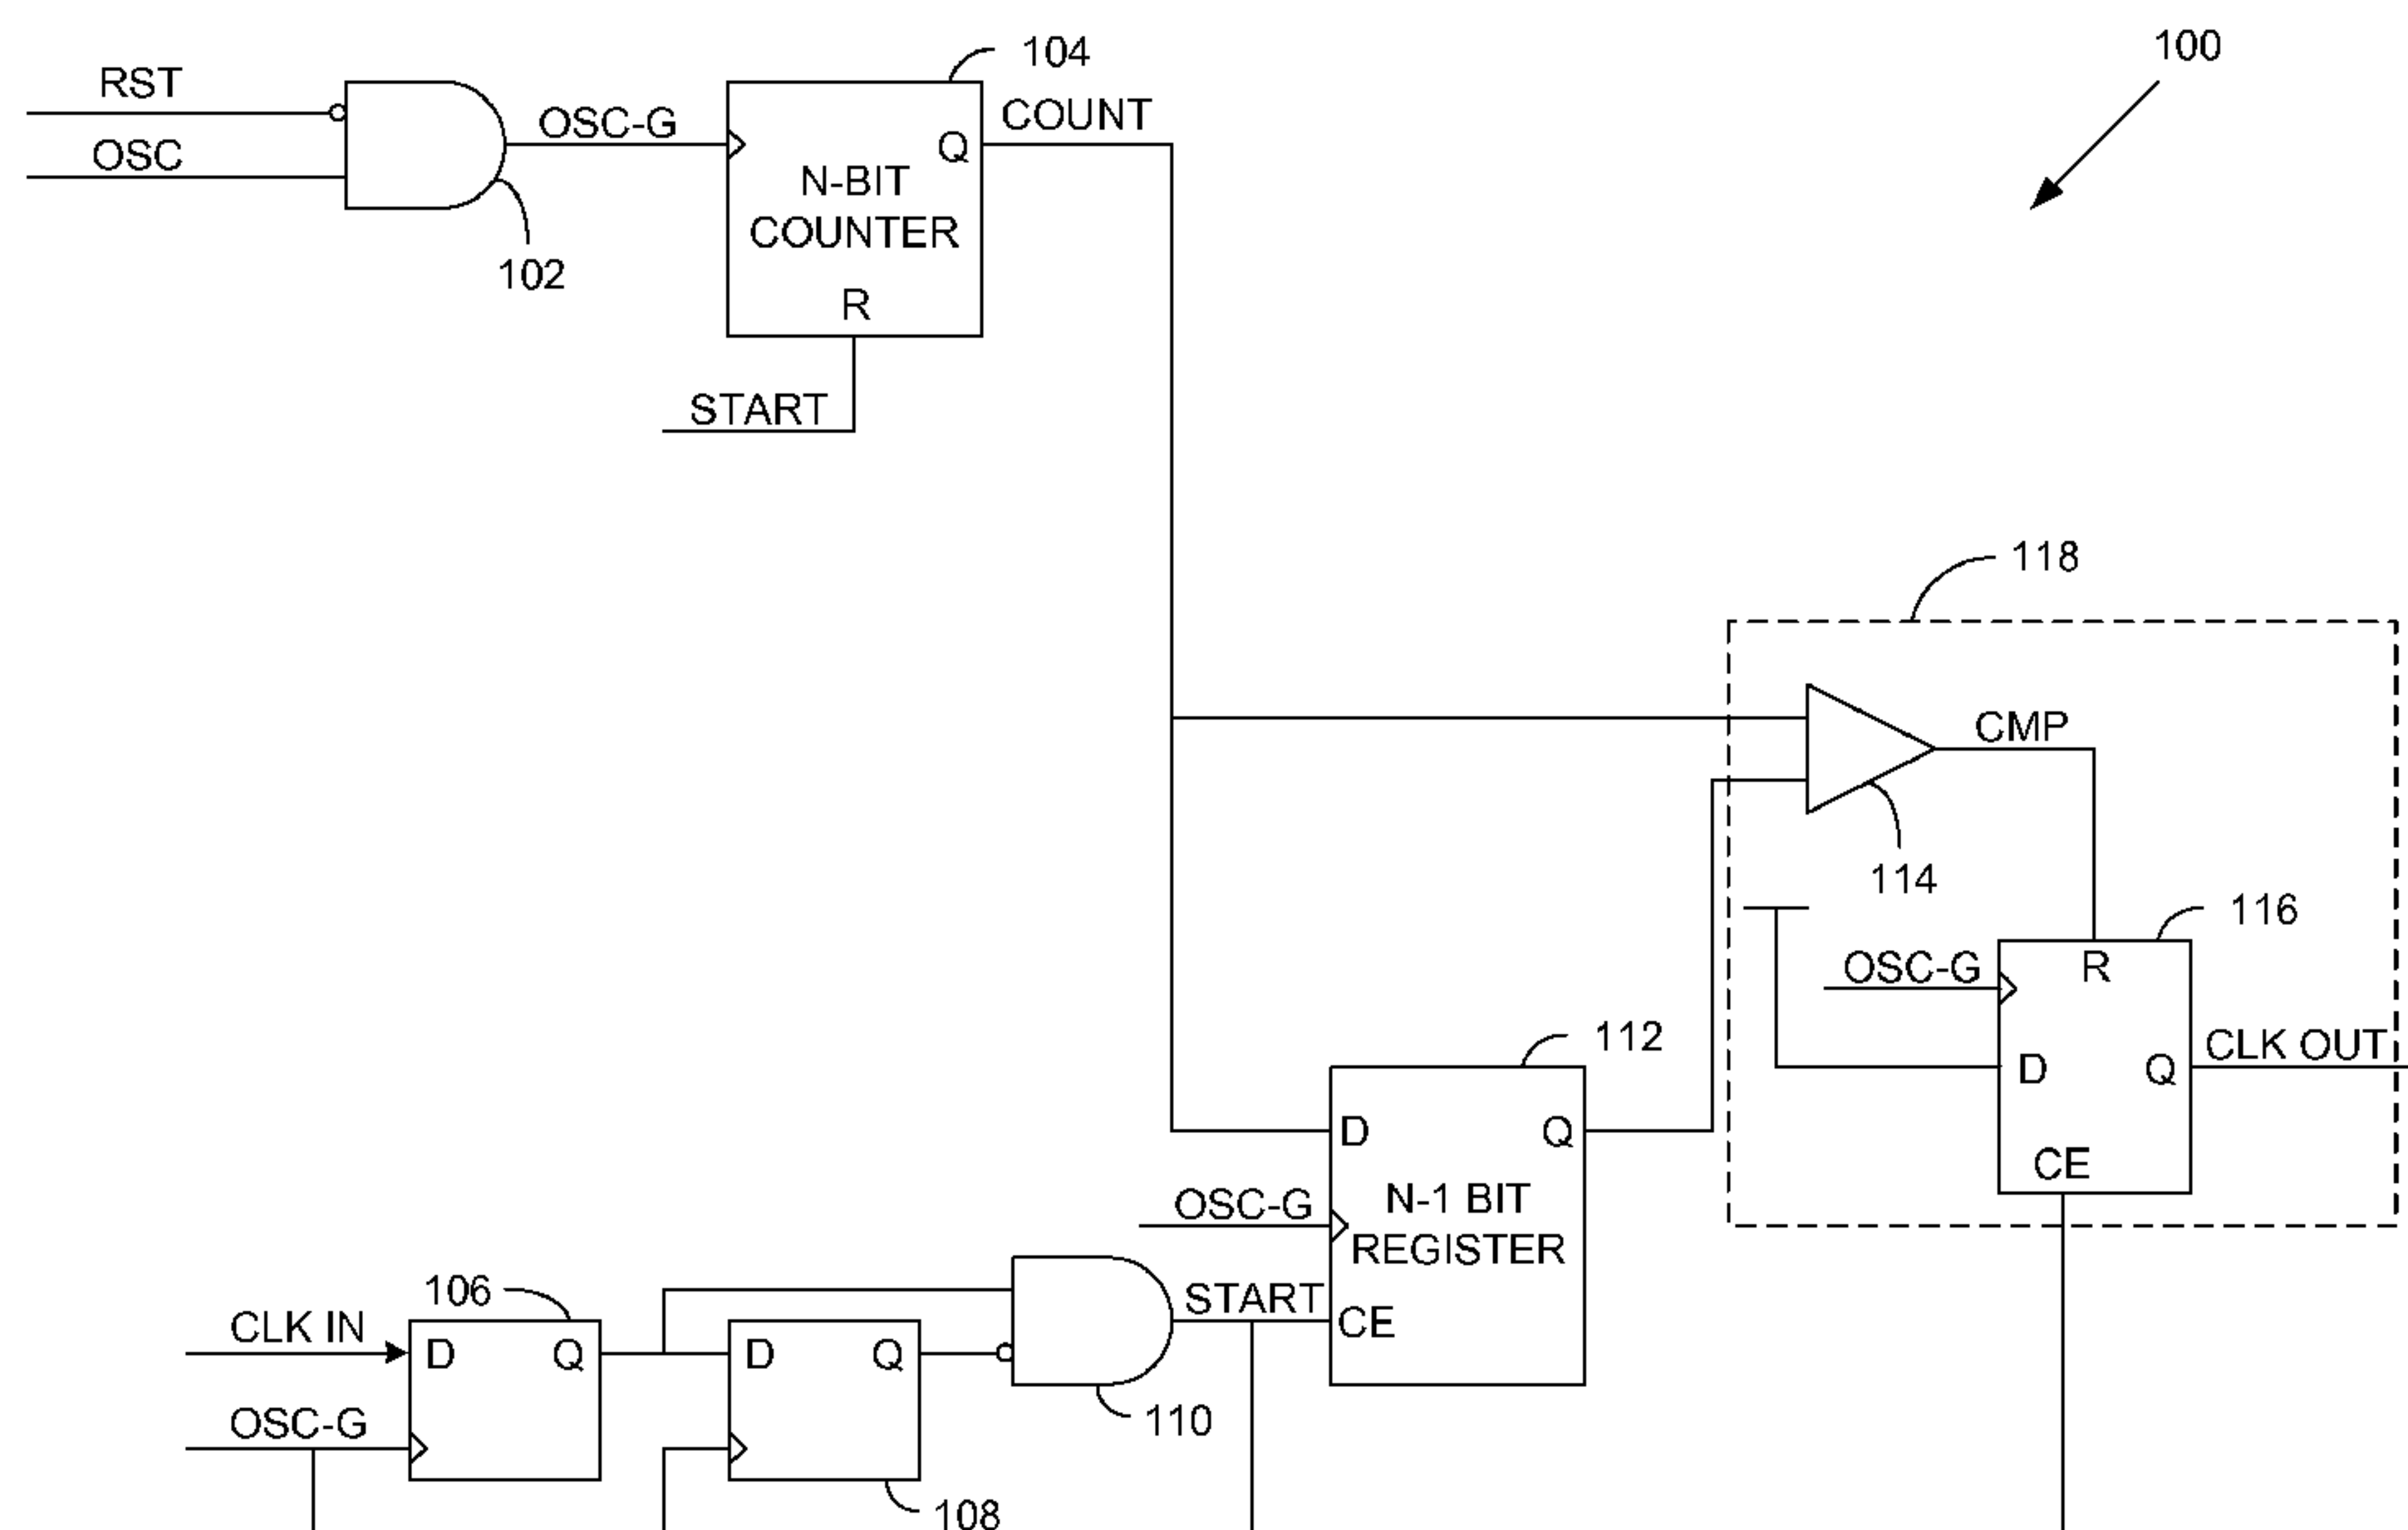 100
104
RST
OSC
OSC-G
COUNT
Q
N-BIT
COUNTER
R
102
START
118
CMP
114
116
OSC-G
R
D
Q
CLK OUT
CE
112
D
Q
OSC-G
N-1 BIT
REGISTER
START
CE
106
CLK IN
D
Q
D
Q
OSC-G
110
108